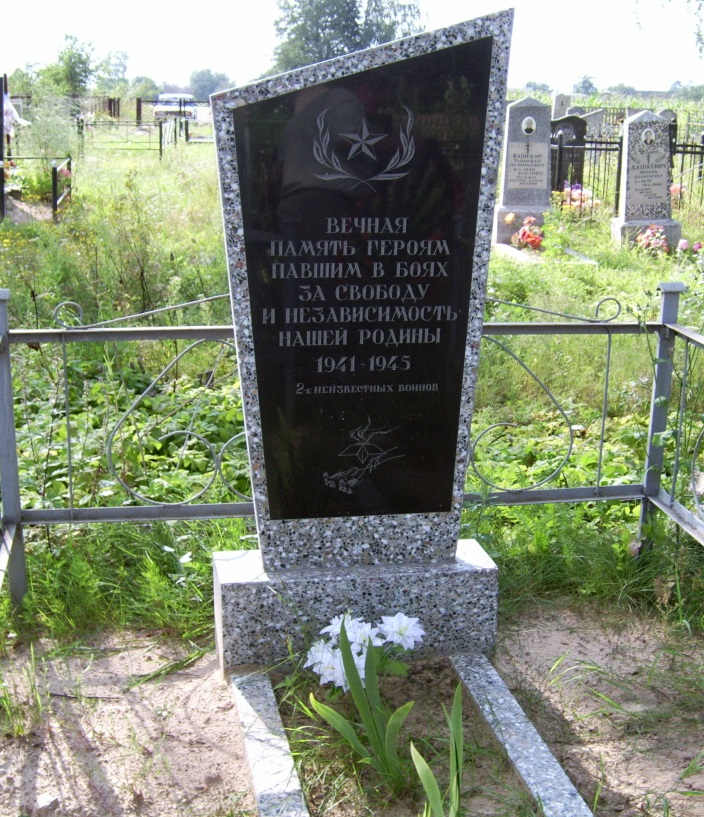 ВЕЧНАЯ
ПАМЯТЬ ГЕРОЯМ
ПАВШИМ В БОЯХ
ЗА СВОБОДУ
И НЕЗАВИСИМОСТЬ
НАШЕЙ РОДИНЫ
1941-1945
2-х НЕИЗВЕСТНЫХ ВОИНОВ